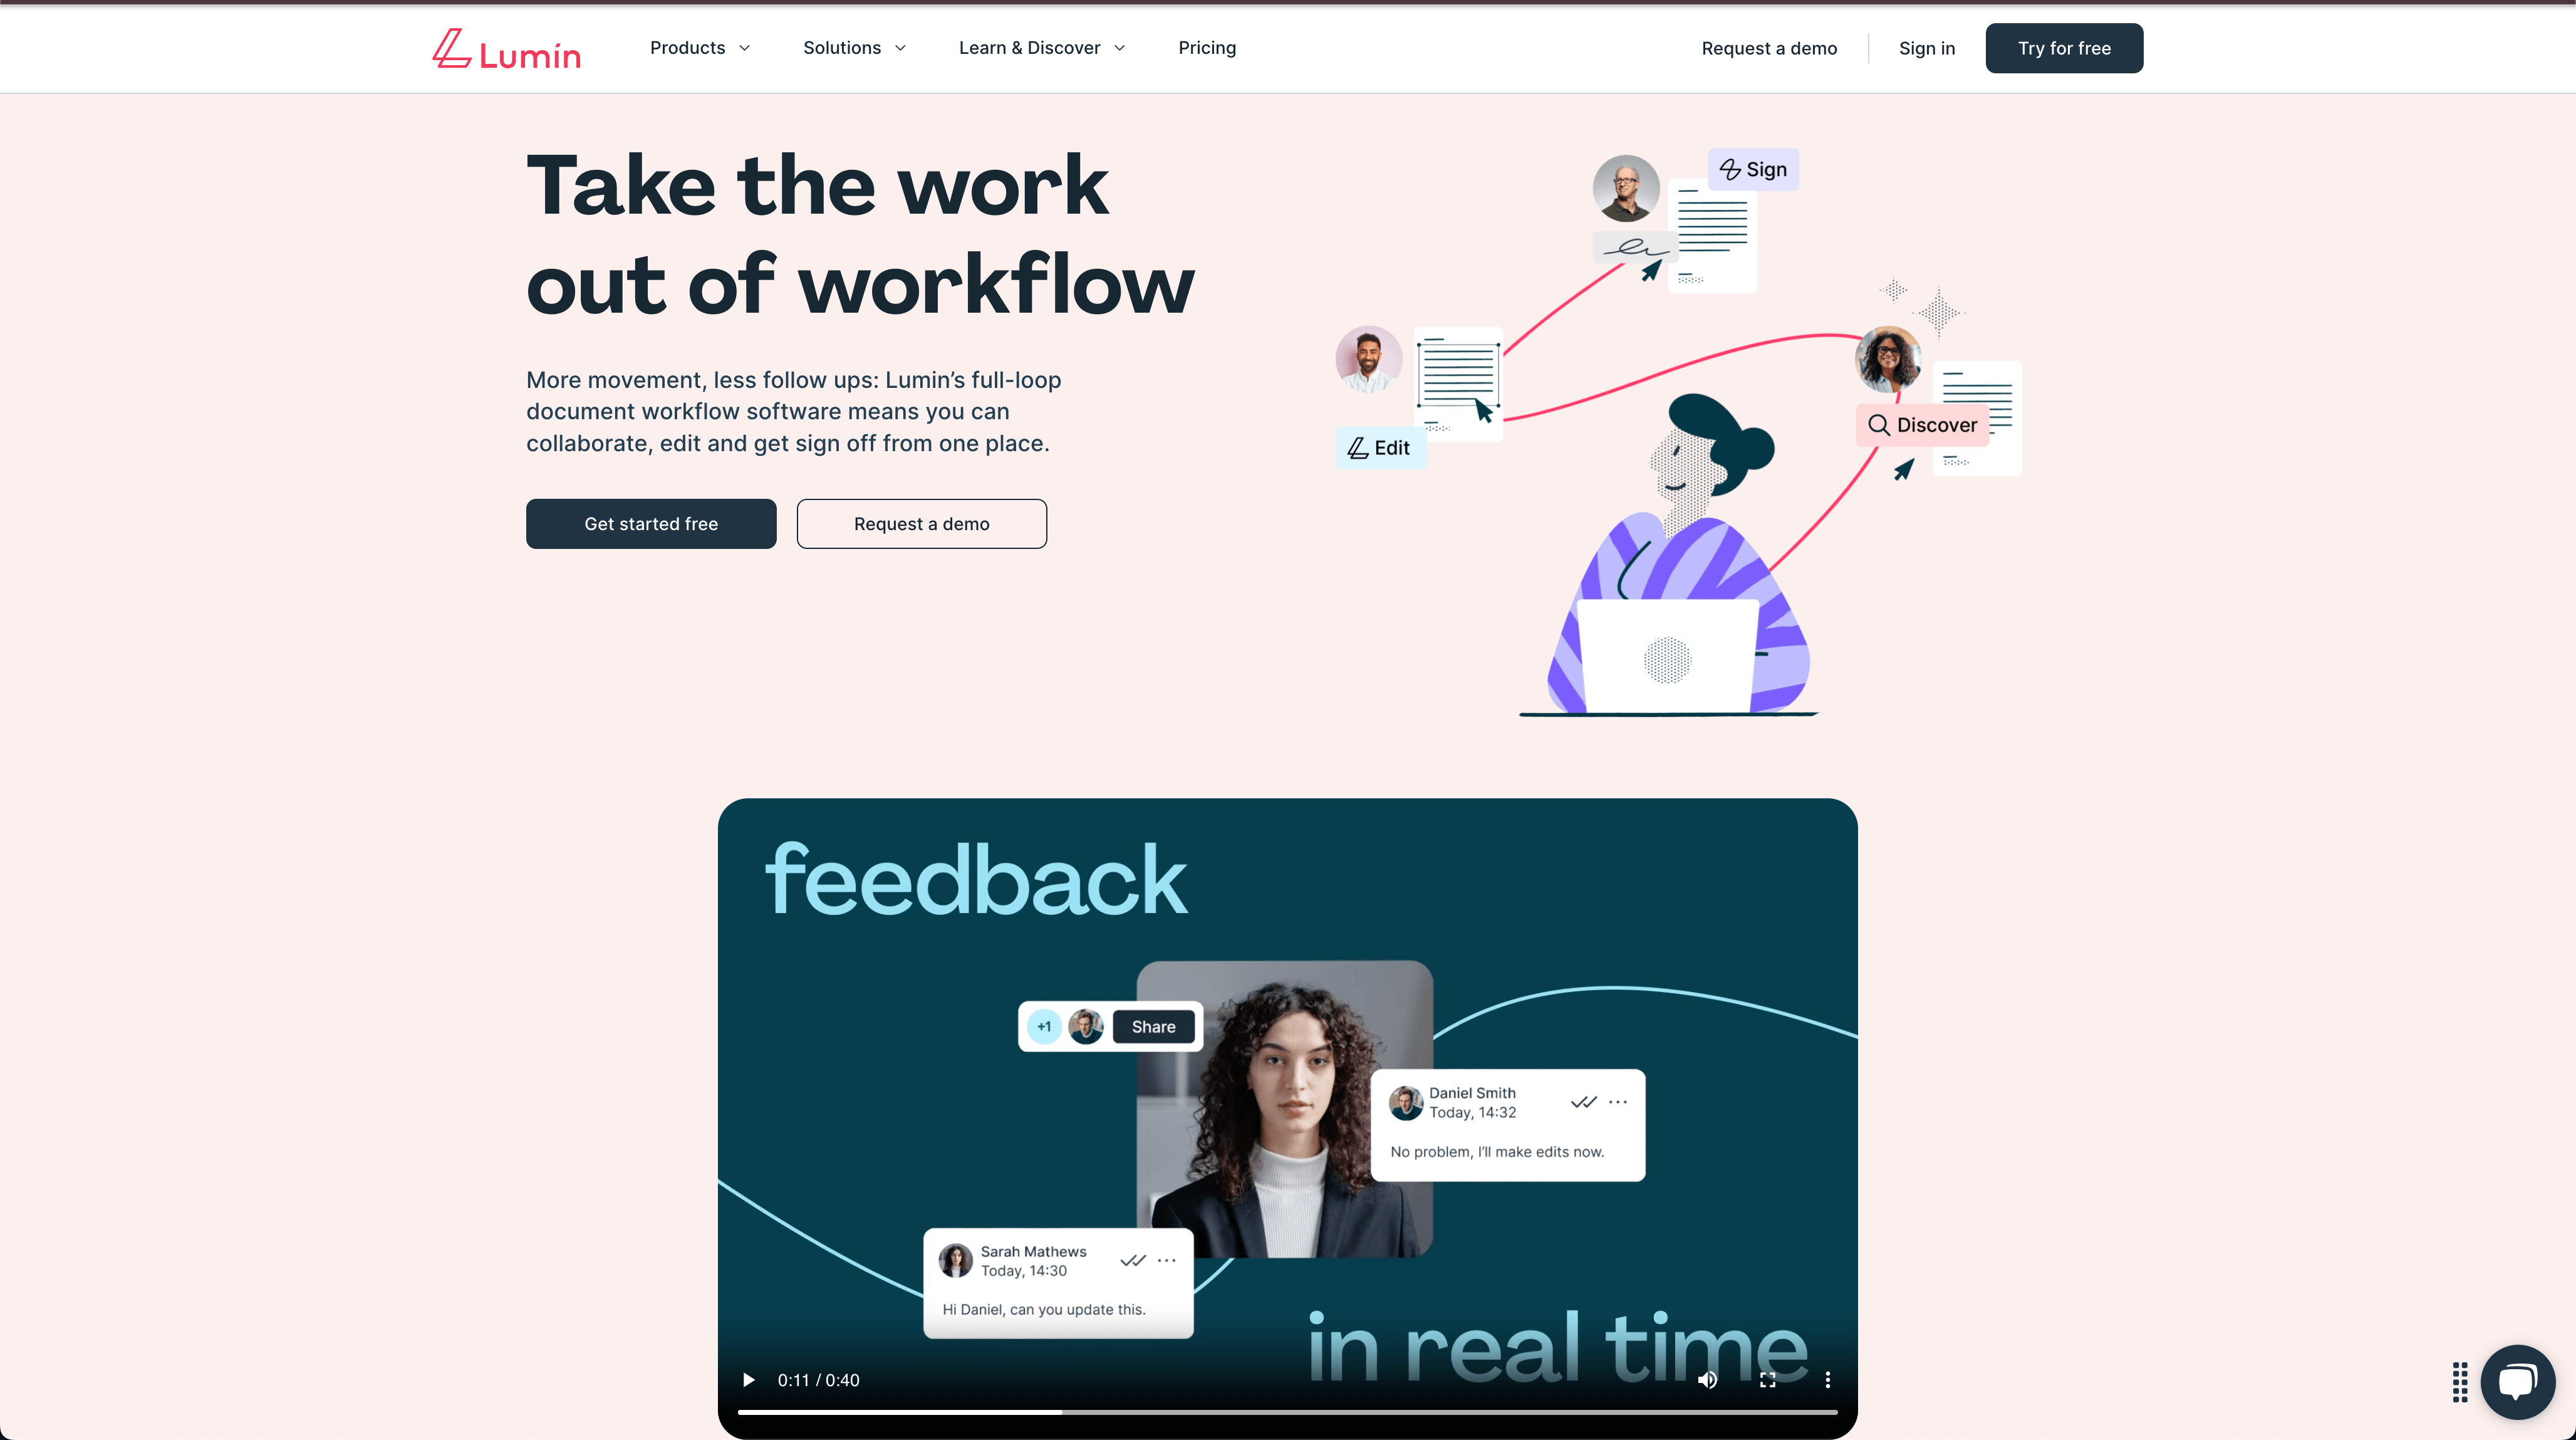 Lumin
Products
Solutions
Learn & Discover
Pricing
Request a demo
Sign in
Try for free
Take the work
out of workflow
More movement, less follow ups: Lumin’s full-loop
document workflow software means you can
collaborate, edit and get sign off from one place.
Get started free
Request a demo
Sign
Edit
Discover
feedback
+1
Share
Daniel Smith
Today, 14:32
No problem, I'll make edits now.
Sarah Mathews
Today, 14:30
Hi Daniel, can you update this.
in real time
0:11 / 0:40